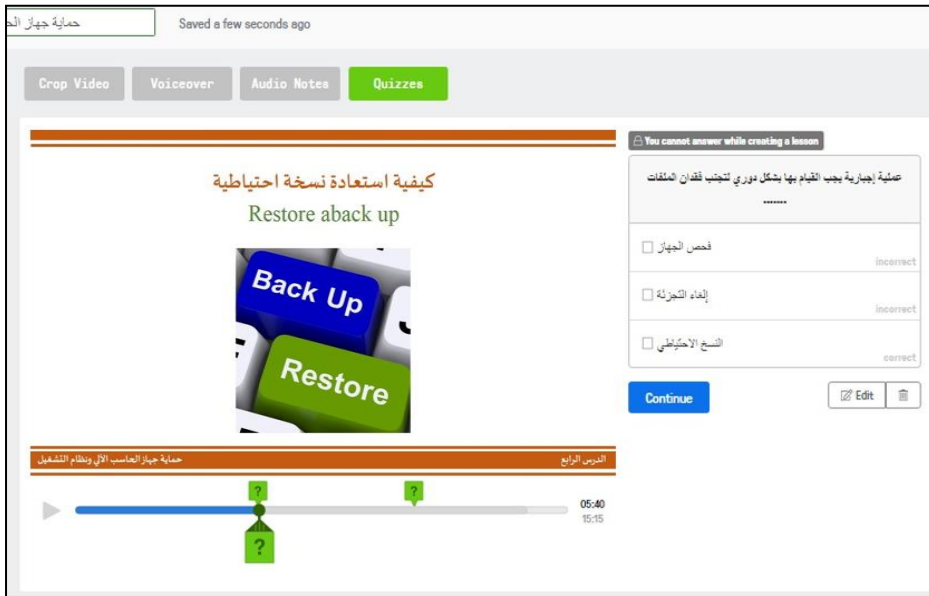 حماية جهاز الح
Saved a few seconds ago
Crop Video
Voiceover
Audio Notes
Quizzes
You cannot answer while creating a lesson
كيفية استعادة نسخة احتياطية
Restore aback up
Back Up
Restore
عملية إجبارية يجب القيام بها بشكل دوري لتجنب فقدان الملفات
.......
فحص الجهاز
incorrect
إلغاء التجزئة
incorrect
النسخ الاحتياطي
correct
Continue
Edit
الدرس الرابع
حماية جهاز الحاسب الآلي ونظام التشغيل
?
?
05:40
15:15
?